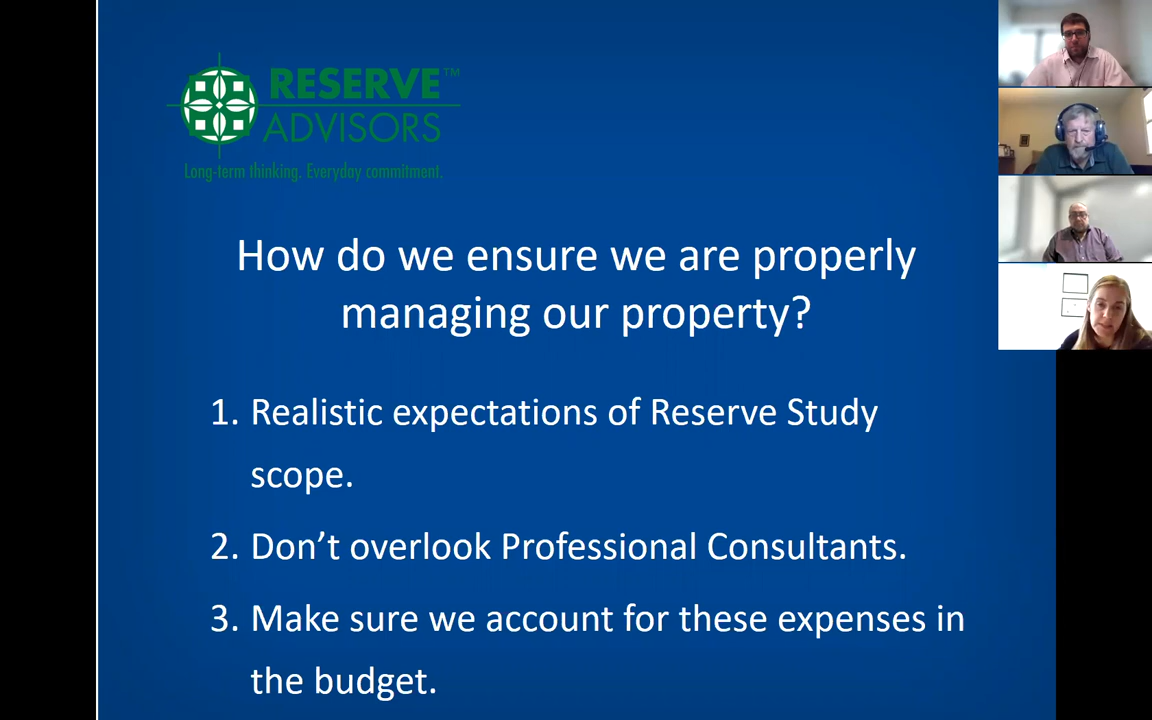 RESERVE™
ADVISORS
Long-term thinking. Everyday commitment.
How do we ensure we are properly
managing our property?
1. Realistic expectations of Reserve Study
scope.
2. Don’t overlook Professional Consultants.
3. Make sure we account for these expenses in
the budget.